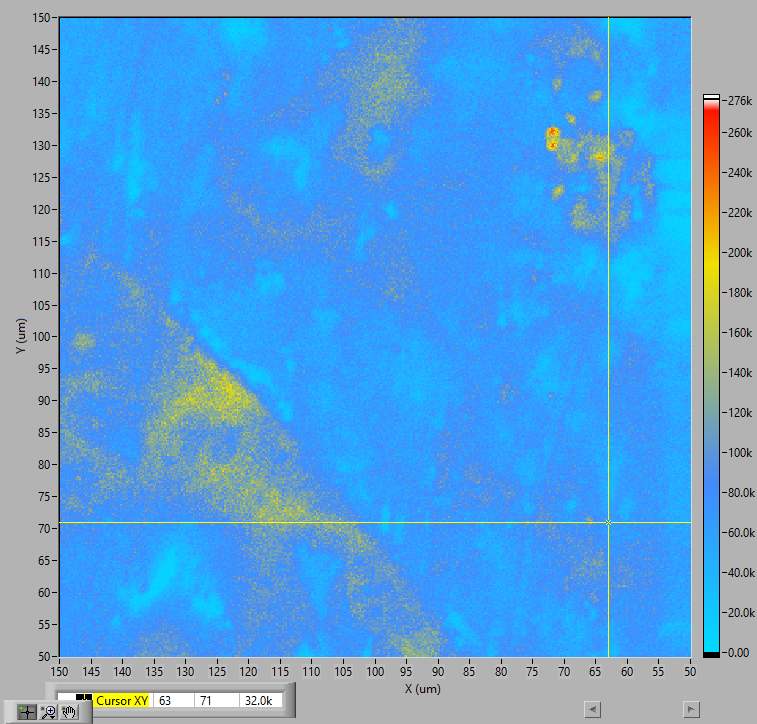 150
145
140
135
130
125
120
115
110
105
100
95
90
85
80
75
70
65
60
55
50
Y (um)
150 145 140 135 130 125 120 115 110 105 100 95 90 85 80 75 70 65 60 55 50
X (um)
276k
260k
240k
220k
200k
180k
160k
140k
120k
100k
80.0k
60.0k
40.0k
20.0k
0.00
Cursor XY 63 71 32.0k